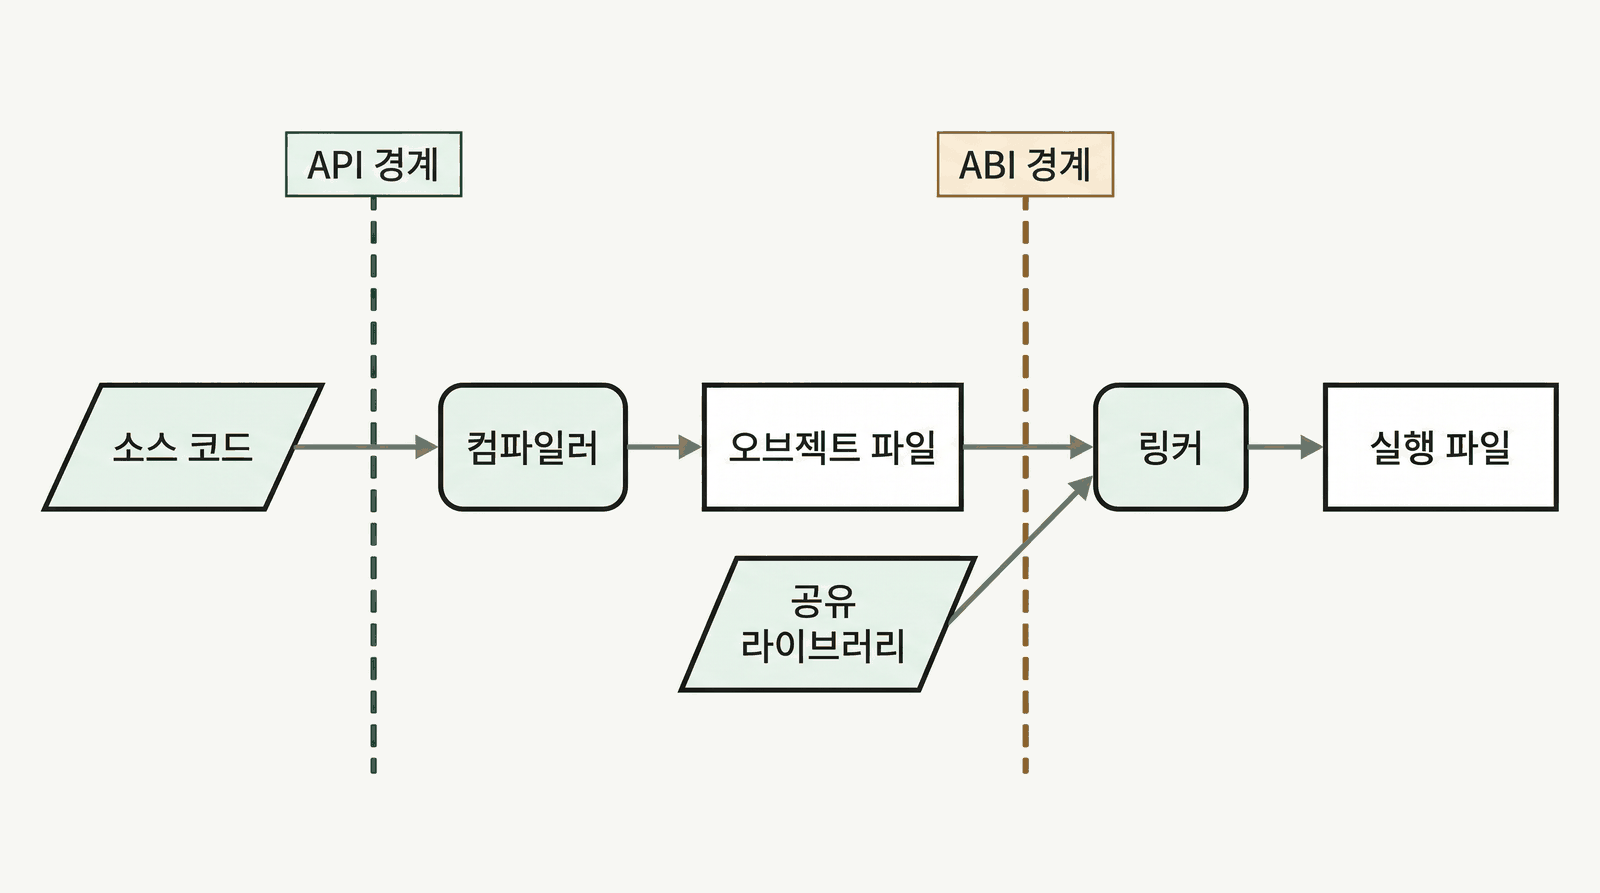 API 경계
ABI 경계
소스 코드
컴파일러
오브젝트 파일
링커
실행 파일
공유
라이브러리